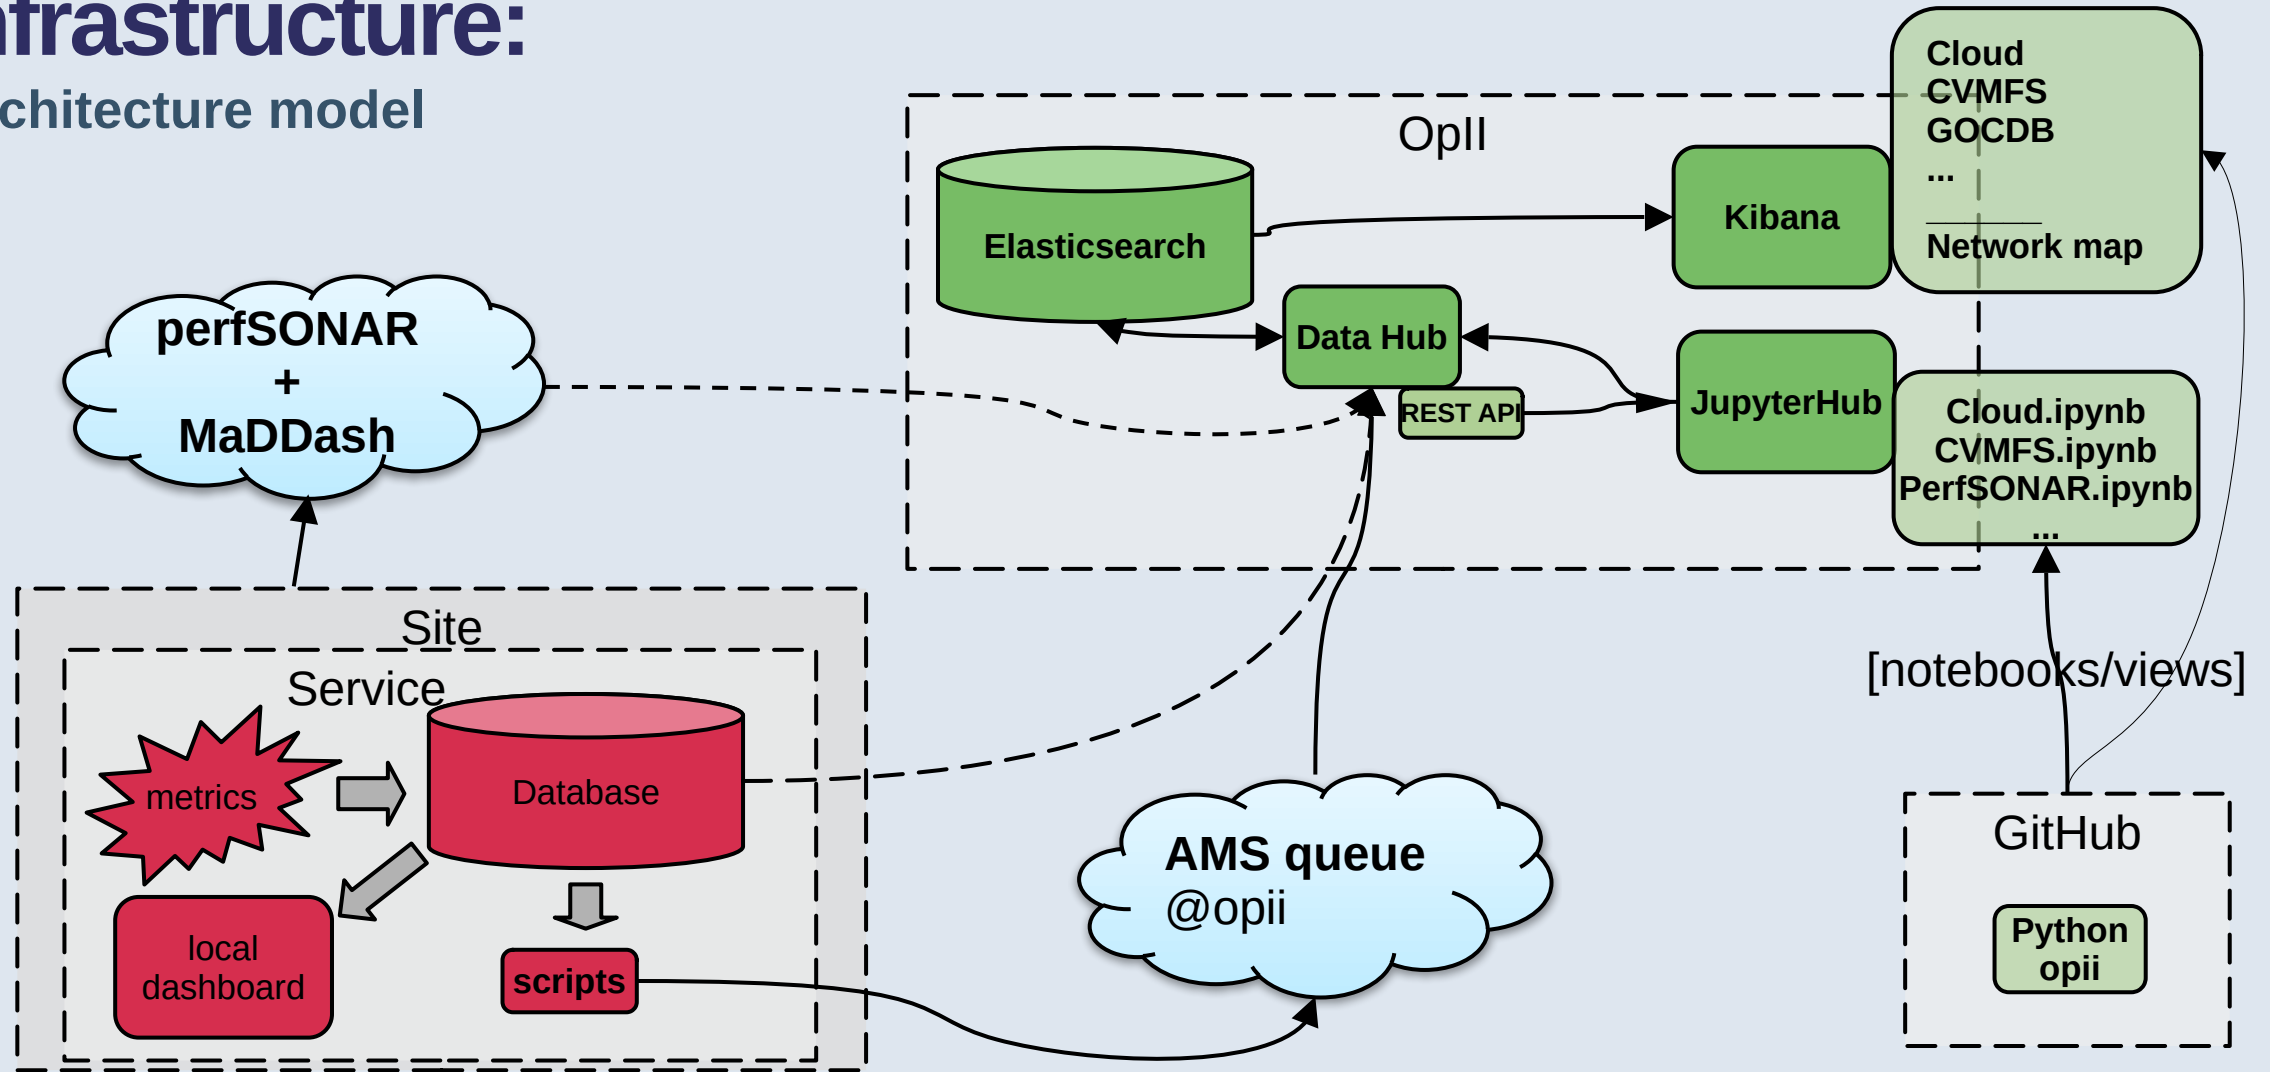 nfrastructure:
chitecture model
OpII
Cloud
CVMFS
GOCDB
...
______
Network map
Kibana
Elasticsearch
Data Hub
REST API
JupyterHub
Cloud.ipynb
CVMFS.ipynb
PerfSONAR.ipynb
...
perfSONAR
+
MaDDash
Site
Service
metrics
Database
local
dashboard
scripts
AMS queue
@opii
[notebooks/views]
GitHub
Python
opii